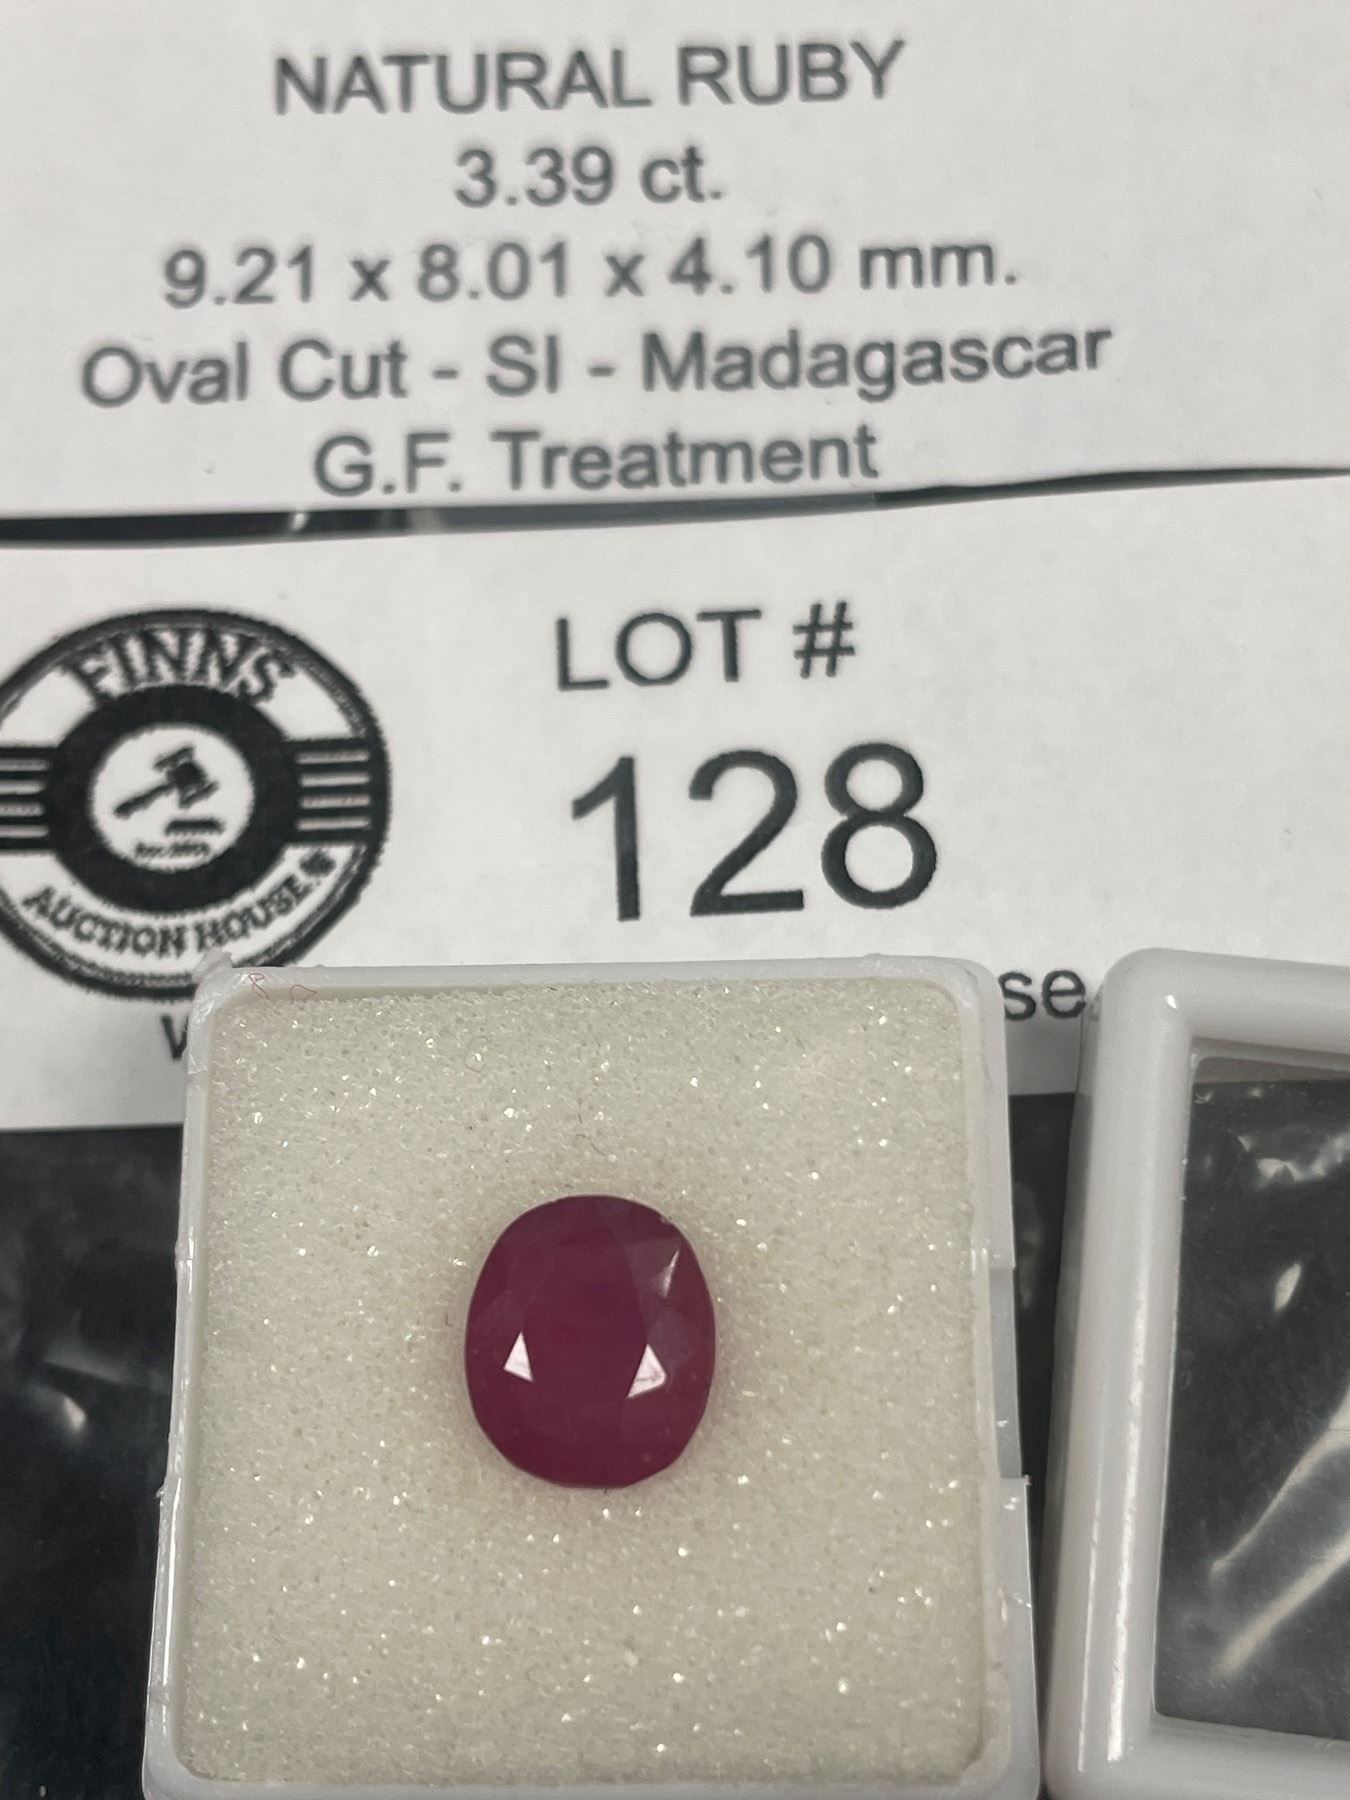 NATURAL RUBY
3.39 ct.
9.21 x 8.01 x 4.10 mm.
Oval Cut - SI - Madagascar
G.F. Treatment
FINNS
AUCTION HOUSE
LOT #
128